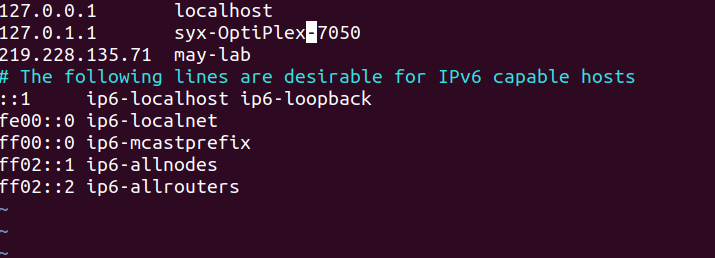 127.0.0.1       localhost
127.0.1.1       syx-OptiPlex-7050
219.228.135.71  may-lab
# The following lines are desirable for IPv6 capable hosts
::1     ip6-localhost ip6-loopback
fe00::0 ip6-localnet
ff00::0 ip6-mcastprefix
ff02::1 ip6-allnodes
ff02::2 ip6-allrouters
~
~
~